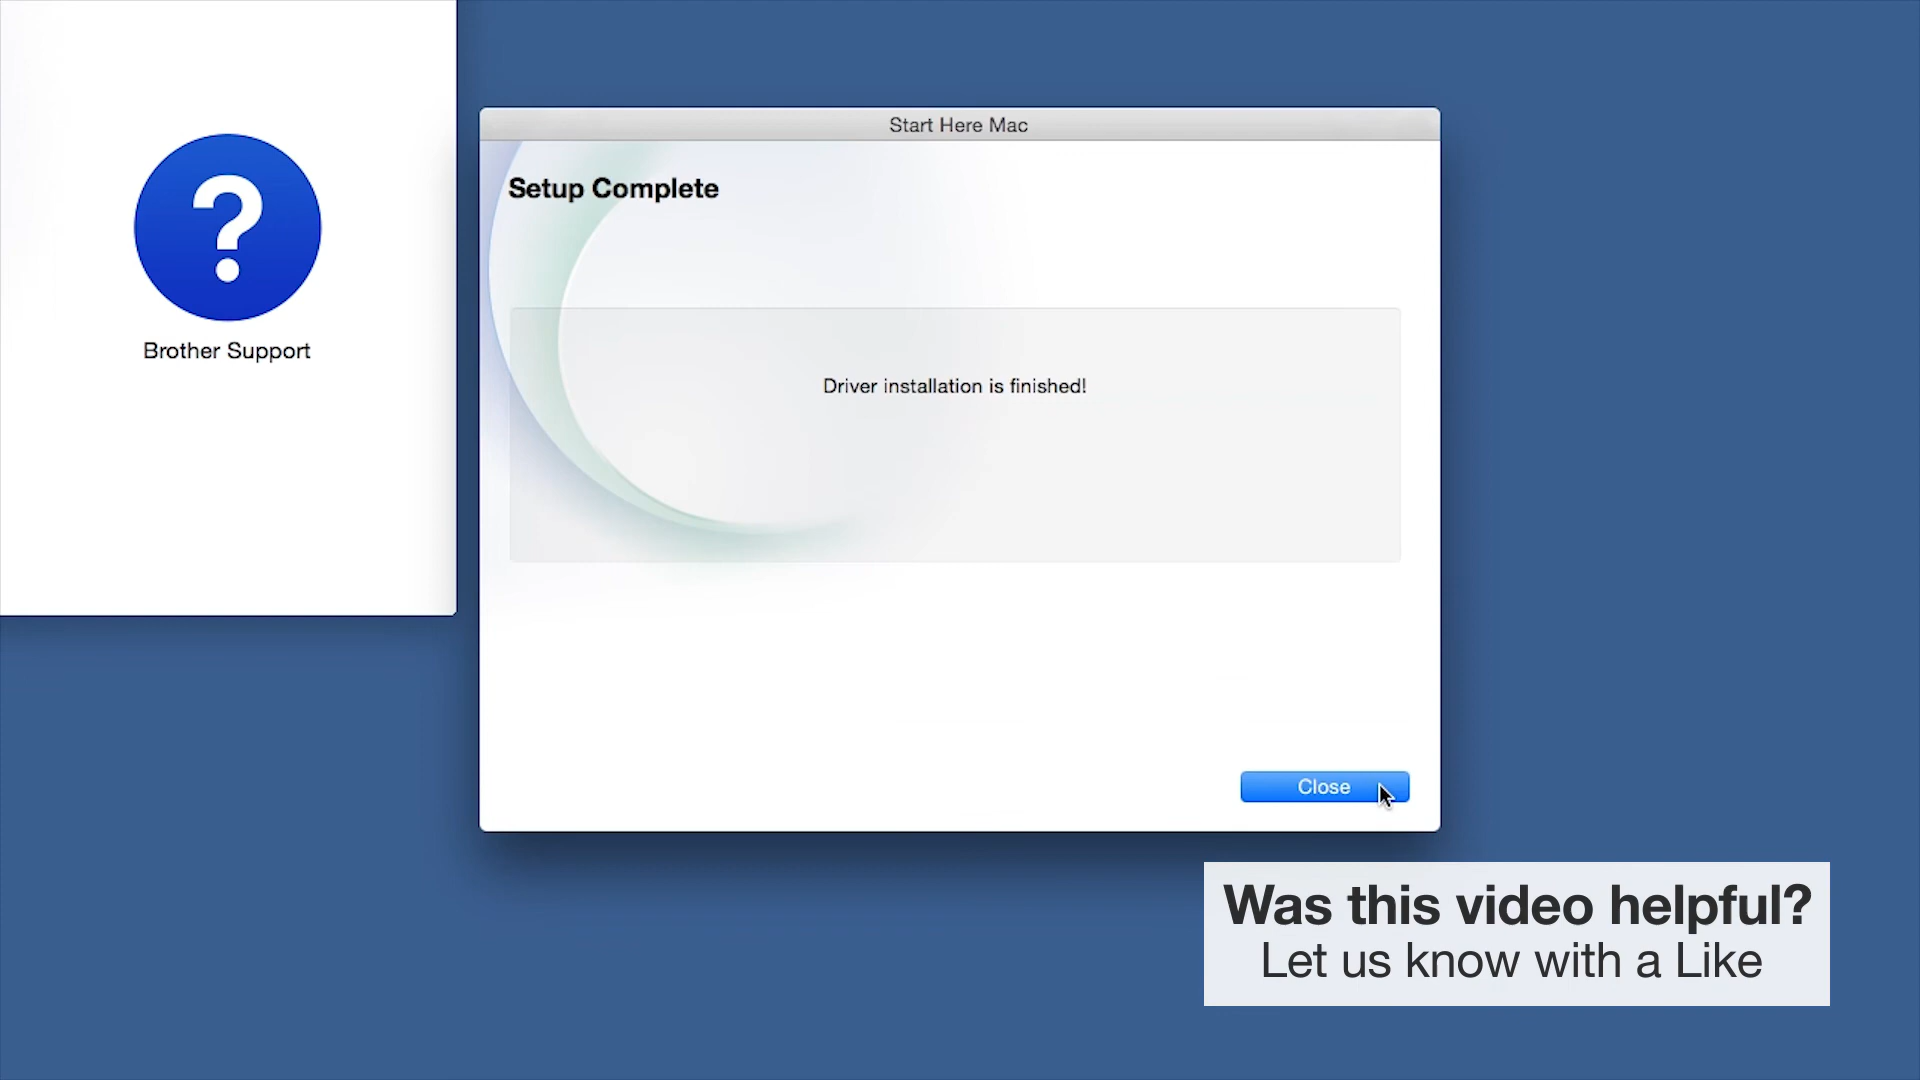 Start Here Mac
Setup Complete
?
Brother Support
Driver installation is finished!
Close
Was this video helpful?
Let us know with a Like